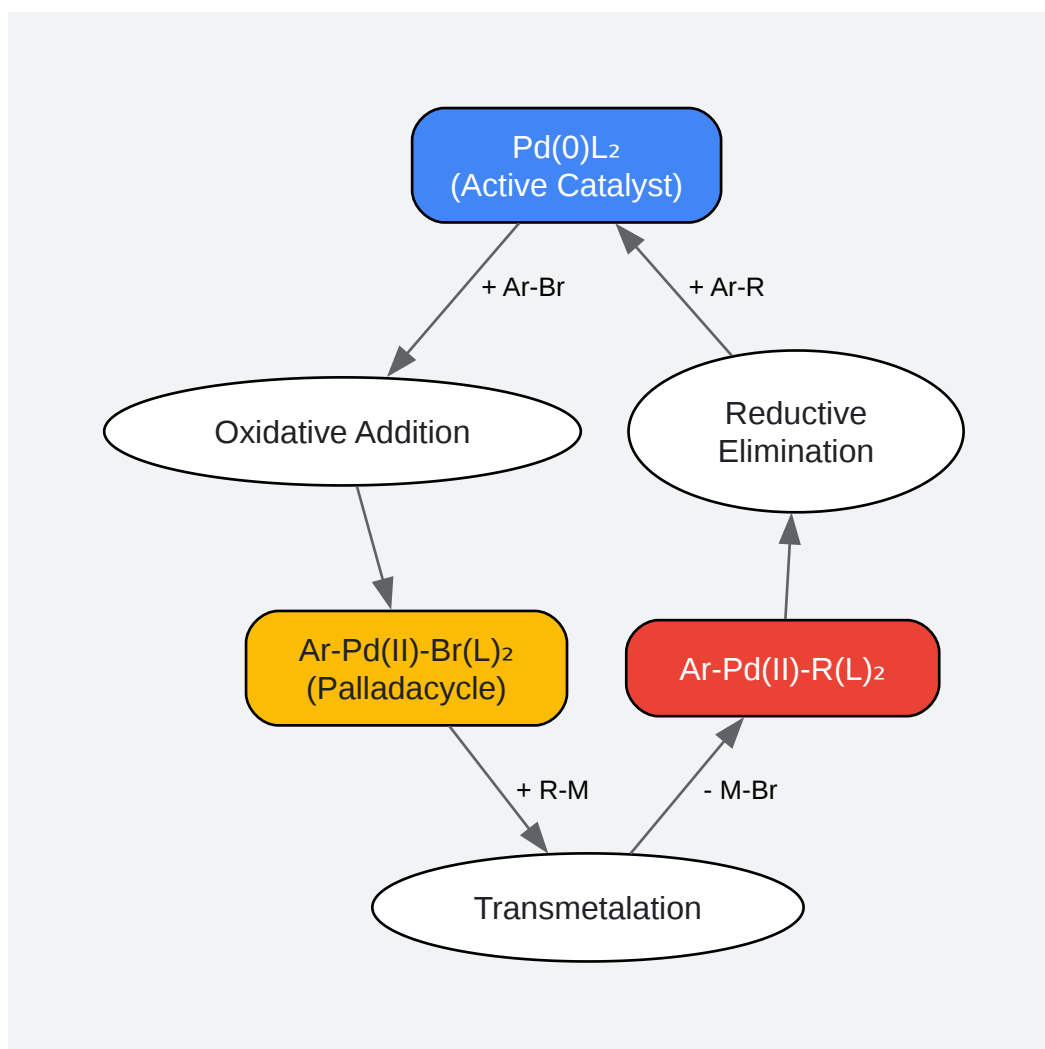 Pd(0)L₂
(Active Catalyst)
+ Ar-Br
+ Ar-R
Oxidative Addition
Reductive
Elimination
Ar-Pd(II)-Br(L)₂
(Palladacycle)
Ar-Pd(II)-R(L)₂
+ R-M
- M-Br
Transmetalation